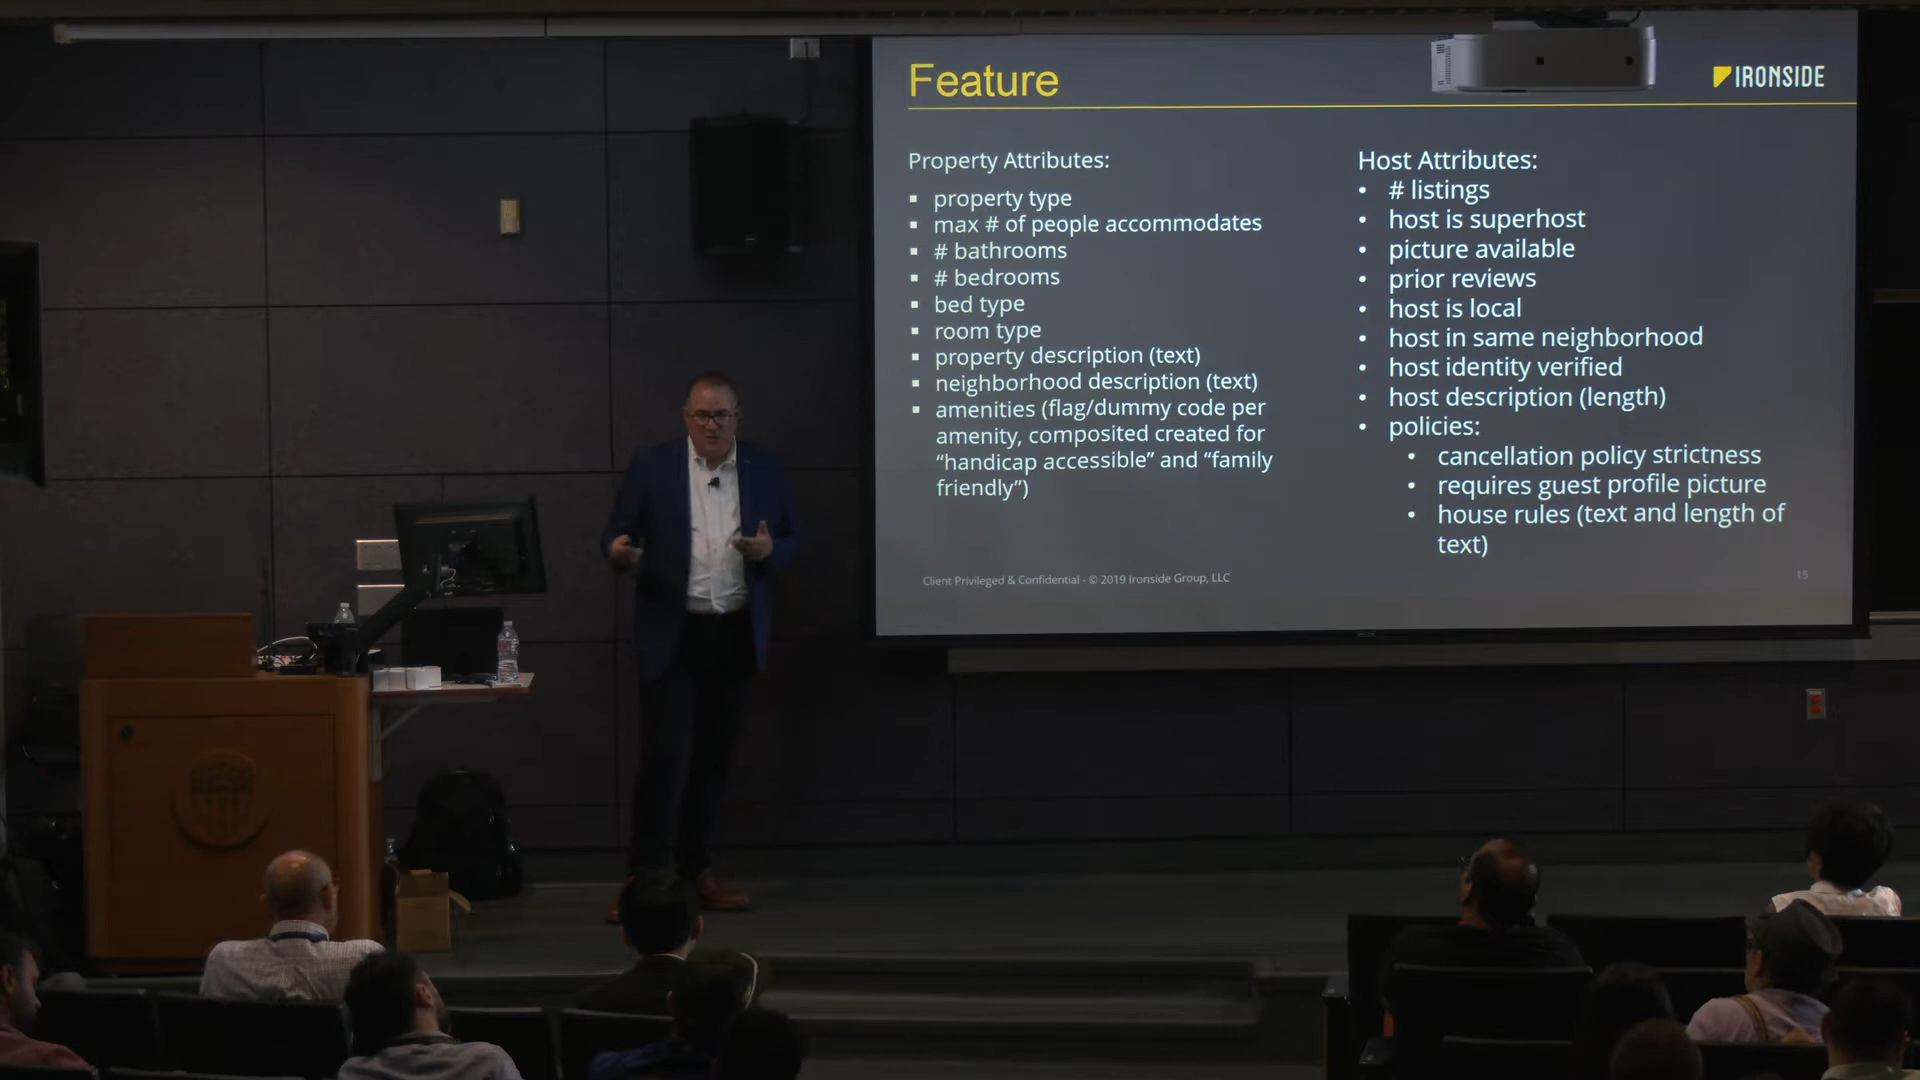 Feature
IRONSIDE
Property Attributes:
▪ property type
▪ max # of people accommodates
▪ # bathrooms
▪ # bedrooms
▪ bed type
▪ room type
▪ property description (text)
▪ neighborhood description (text)
▪ amenities (flag/dummy code per
amenity, composited created for
“handicap accessible” and “family
friendly”)
Host Attributes:
• # listings
• host is superhost
• picture available
• prior reviews
• host is local
• host in same neighborhood
• host identity verified
• host description (length)
• policies:
• cancellation policy strictness
• requires guest profile picture
• house rules (text and length of
text)
Client Privileged & Confidential - © 2019 Ironside Group, LLC
15